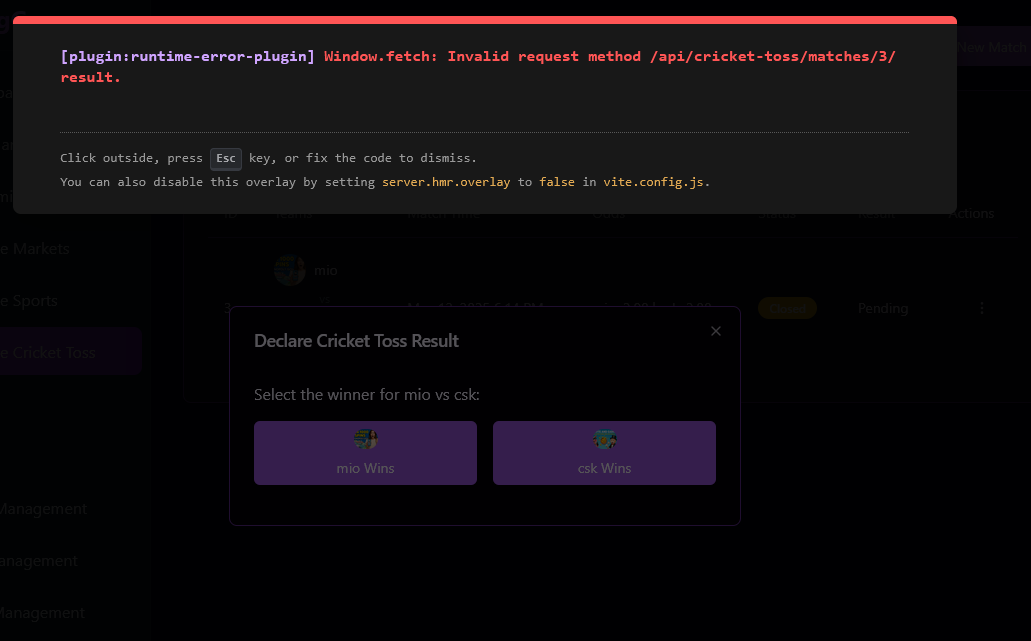 [plugin:runtime-error-plugin] Window.fetch: Invalid request method /api/cricket-toss/matches/3/
result.
Click outside, press Esc key, or fix the code to dismiss.
You can also disable this overlay by setting server.hmr.overlay to false in vite.config.js.
New Match
Actions
e Markets
mio
e Sports
3
Closed
Pending
e Cricket Toss
Declare Cricket Toss Result
Select the winner for mio vs csk:
mio Wins
csk Wins
Management
anagement
Management